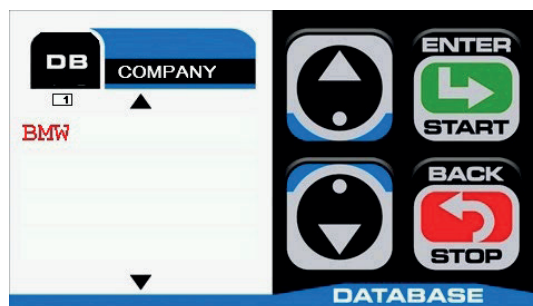 DB
COMPANY
1
BMW
ENTER
START
BACK
STOP
DATABASE